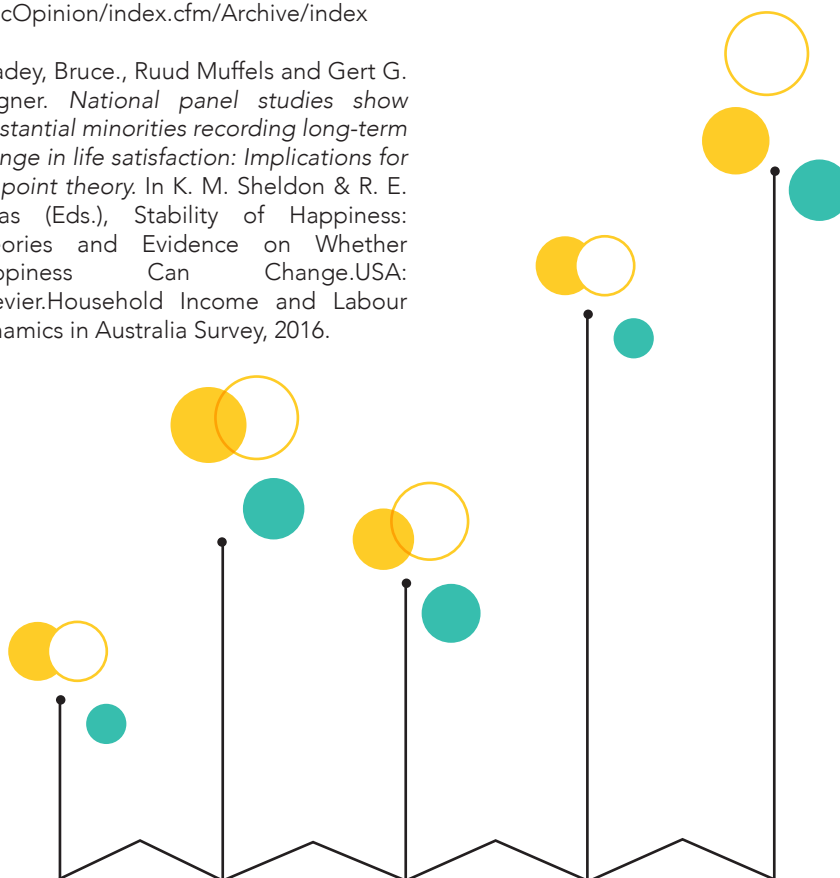 cOpinion/index.cfm/Archive/index
adey, Bruce., Ruud Muffels and Gert G.
gner. National panel studies show
stantial minorities recording long-term
nge in life satisfaction: Implications for
point theory. In K. M. Sheldon & R. E.
as (Eds.), Stability of Happiness:
ories and Evidence on Whether
ppiness Can Change.USA:
evier.Household Income and Labour
namics in Australia Survey, 2016.